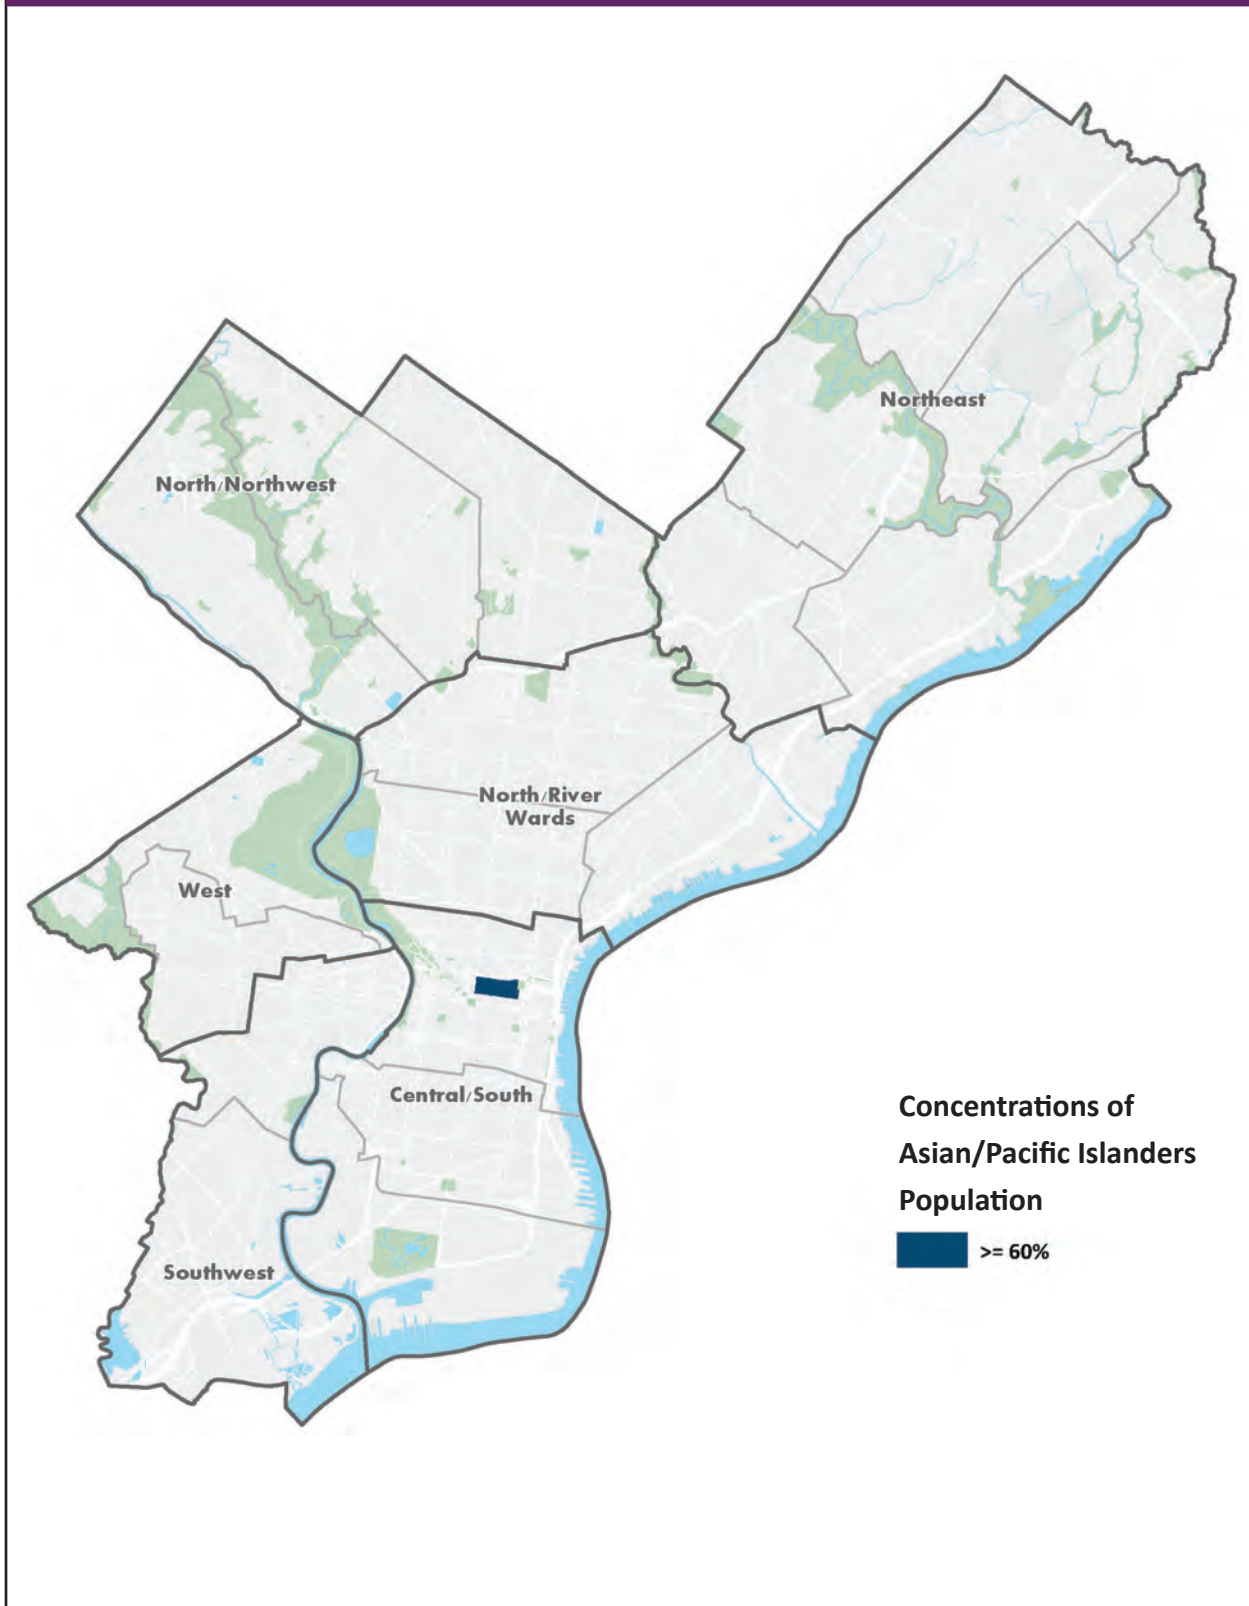 Northeast
North/Northwest
North/River
Wards
West
Central/South
Southwest
Concentrations of
Asian/Pacific Islanders
Population
>= 60%